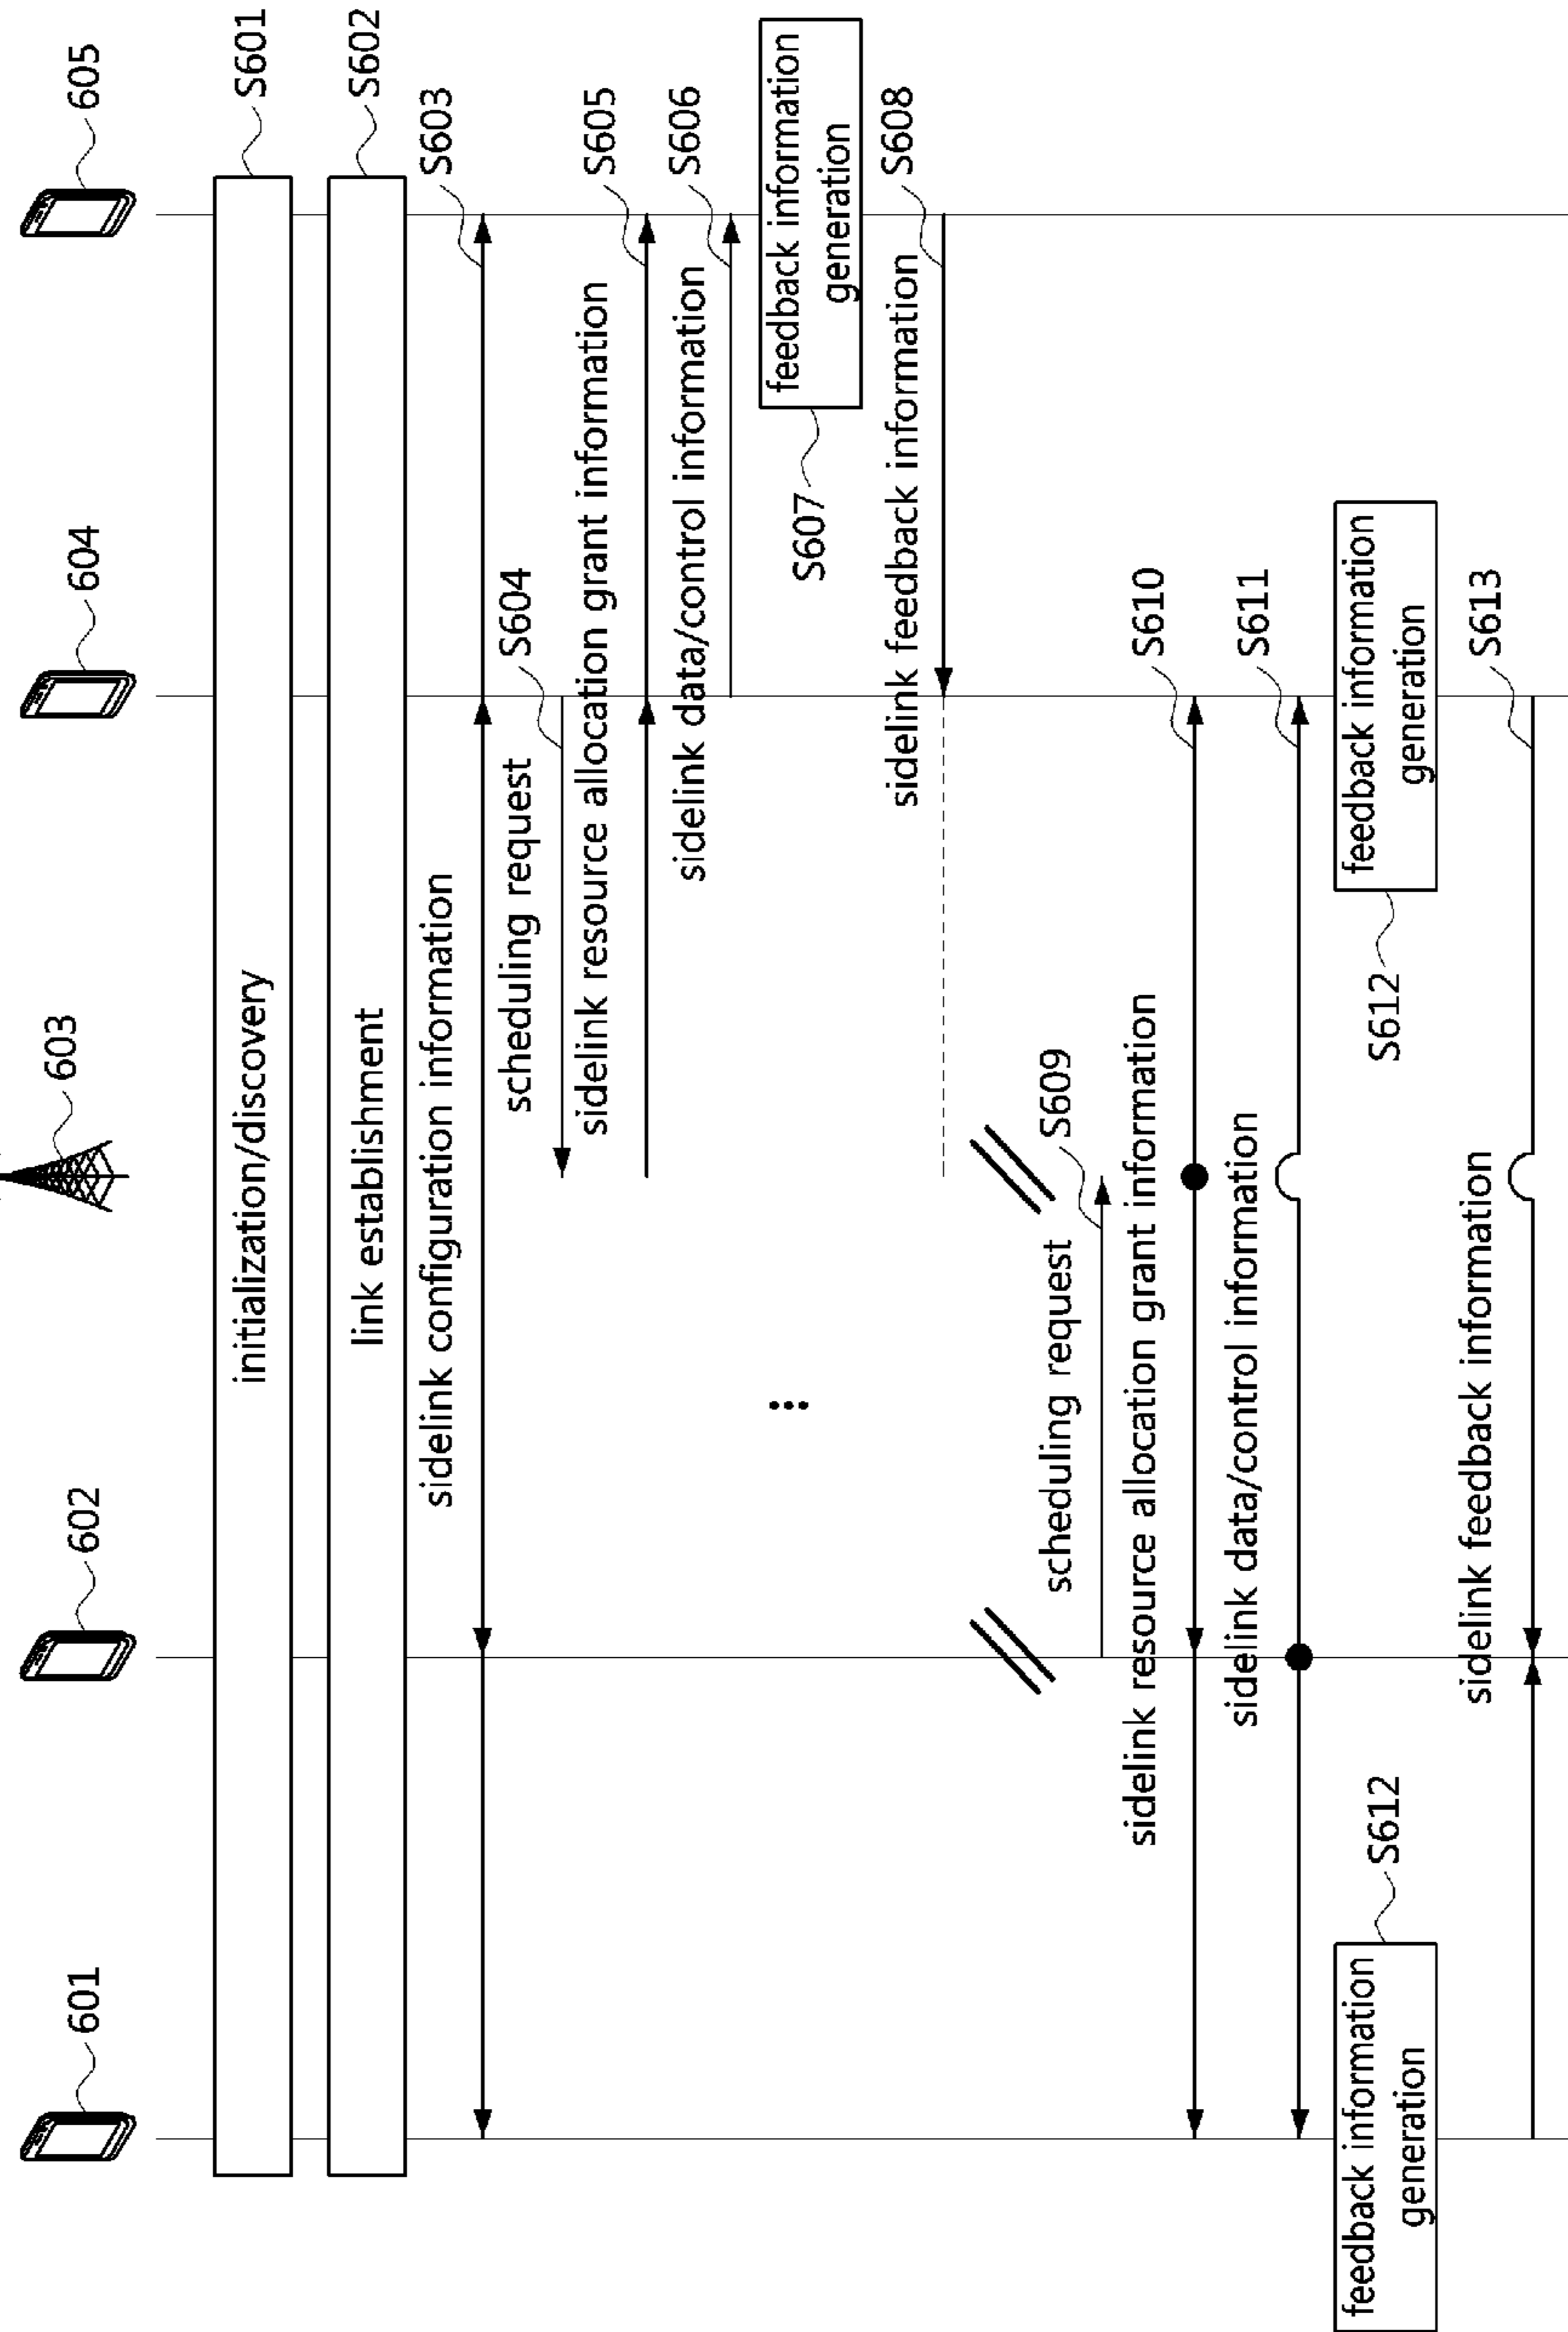 601
602
603
604
605
initialization/discovery
S601
link establishment
S602
sidelink configuration information
S603
scheduling request
S604
sidelink resource allocation grant information
S605
sidelink data/control information
S606
feedback information
generation
S607
sidelink feedback information
S608
...
scheduling request
S609
sidelink resource allocation grant information
S610
sidelink data/control information
S611
feedback information
generation
S612
feedback information
generation
S612
sidelink feedback information
S613